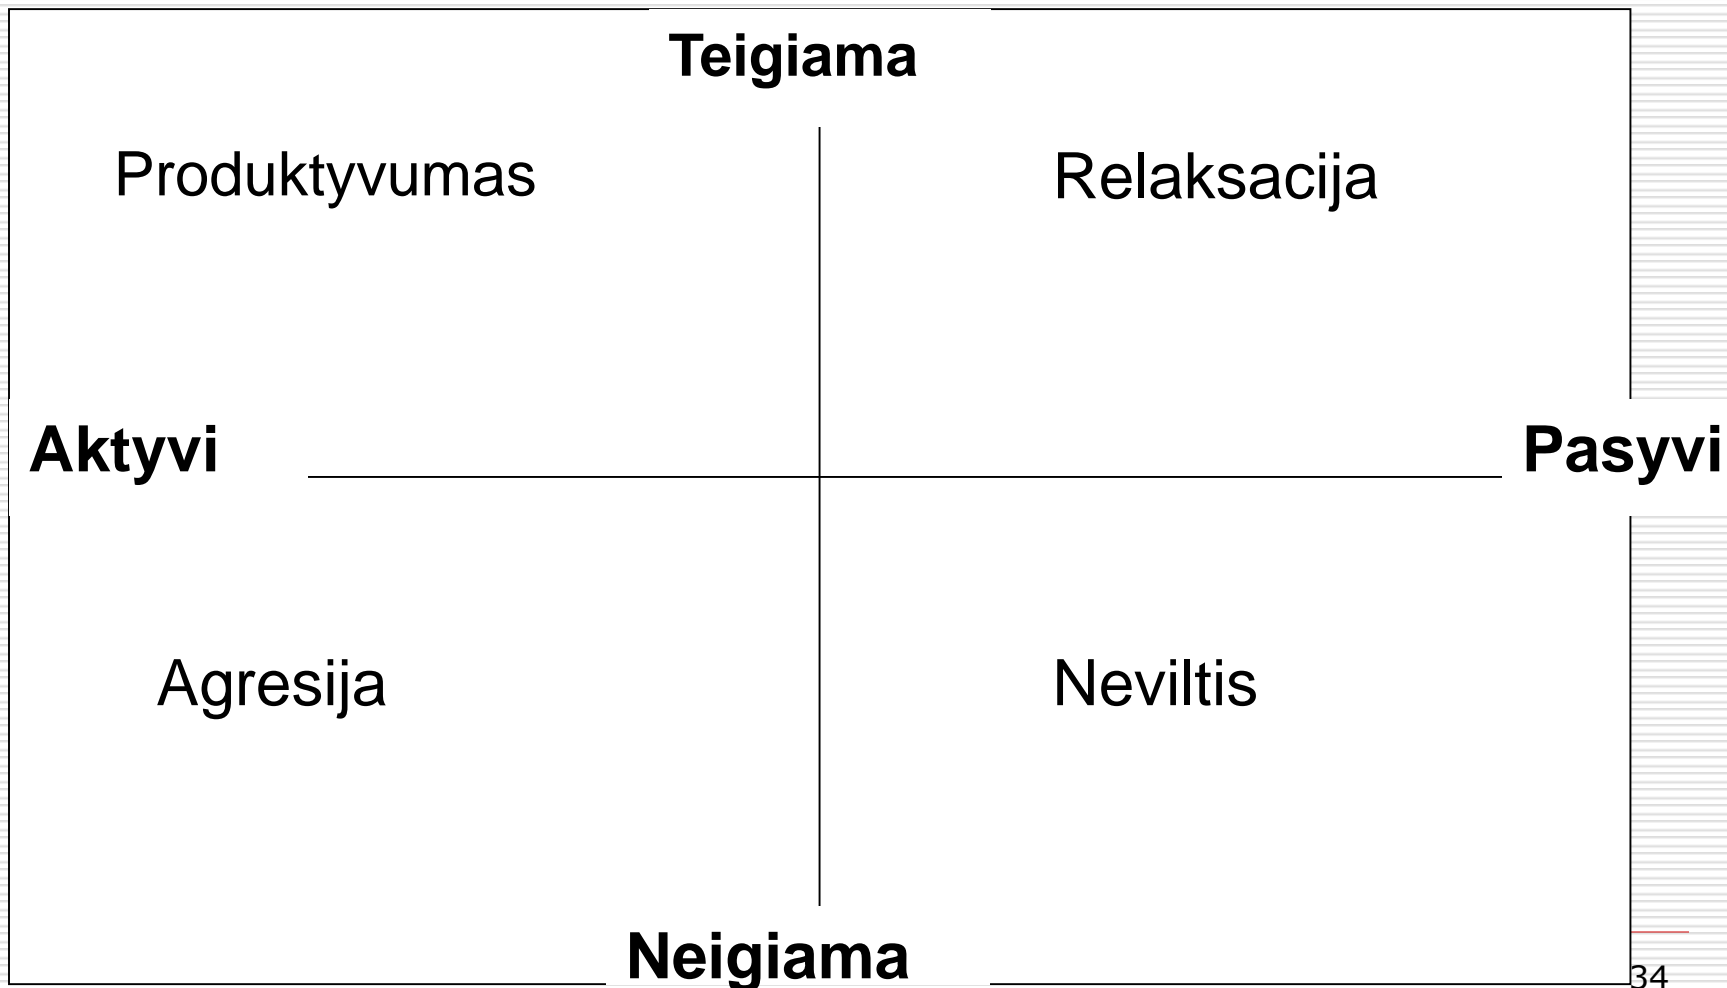 Teigiama
Produktyvumas
Relaksacija
Aktyvi
Pasyvi
Agresija
Neviltis
Neigiama
34